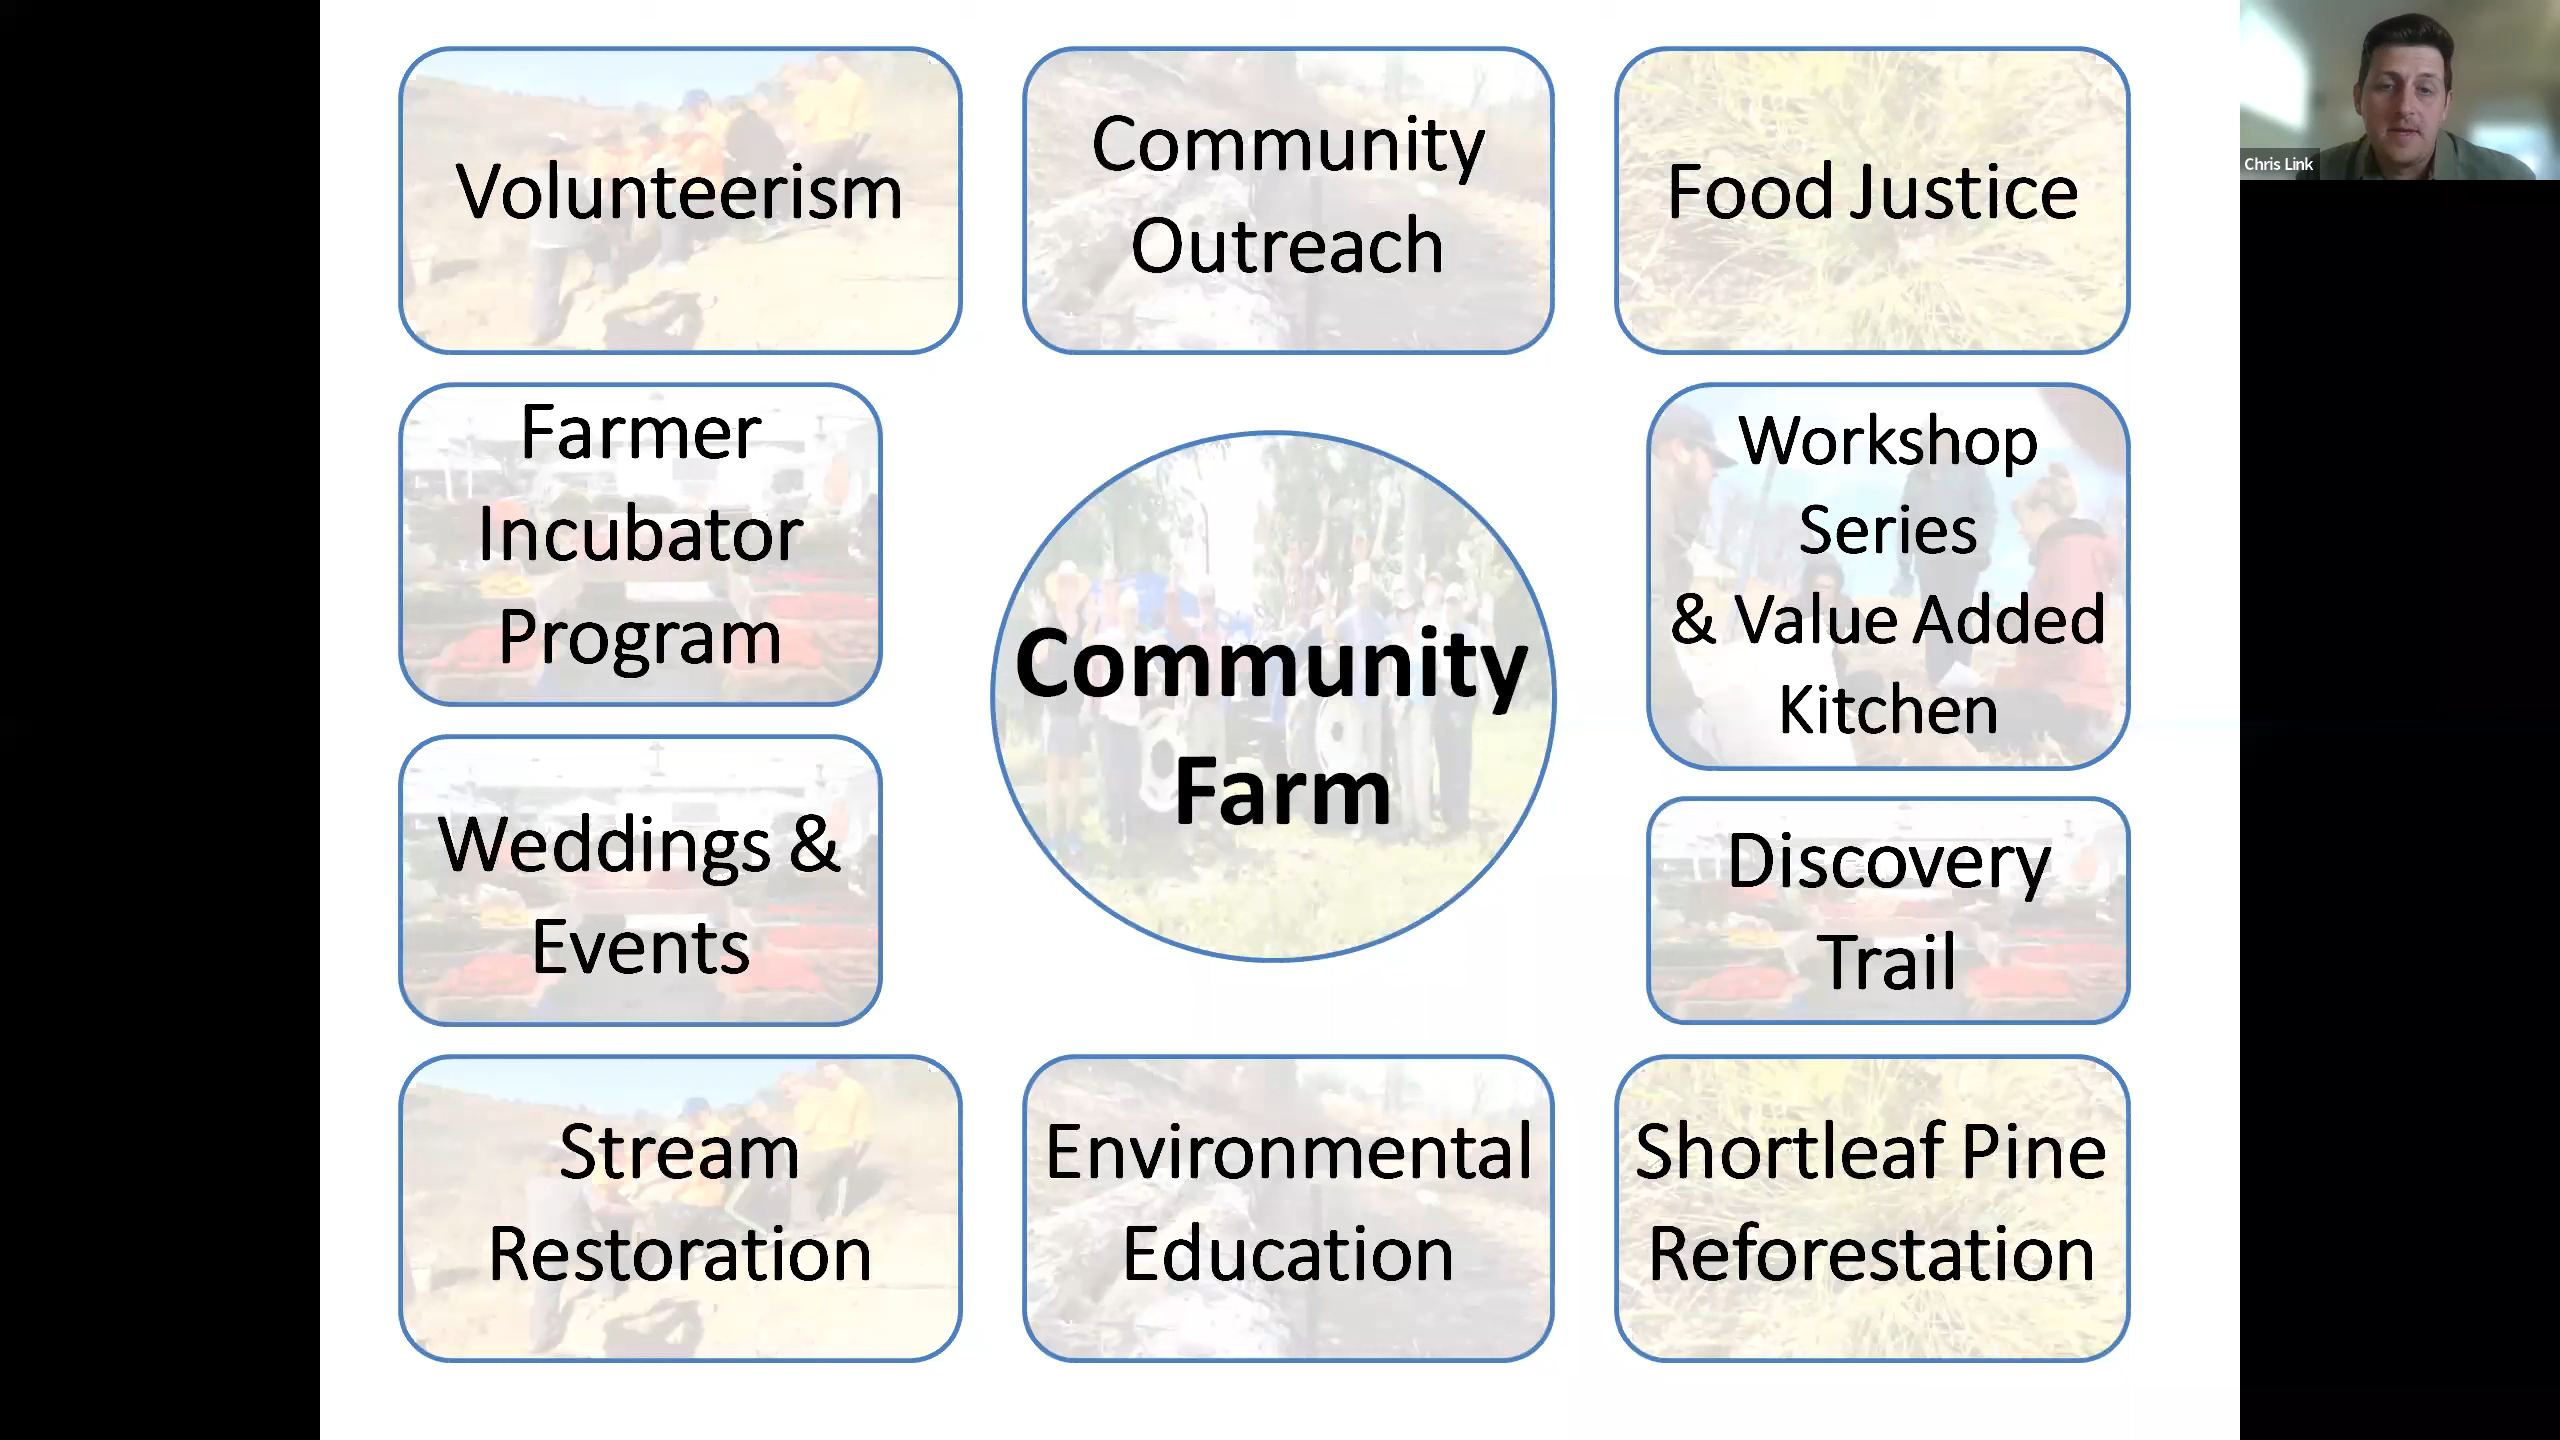 Volunteerism
Community
Outreach
Food Justice
Chris Link
Farmer
Incubator
Program
Community
Farm
Workshop
Series
& Value Added
Kitchen
Weddings &
Events
Discovery
Trail
Stream
Restoration
Environmental
Education
Shortleaf Pine
Reforestation